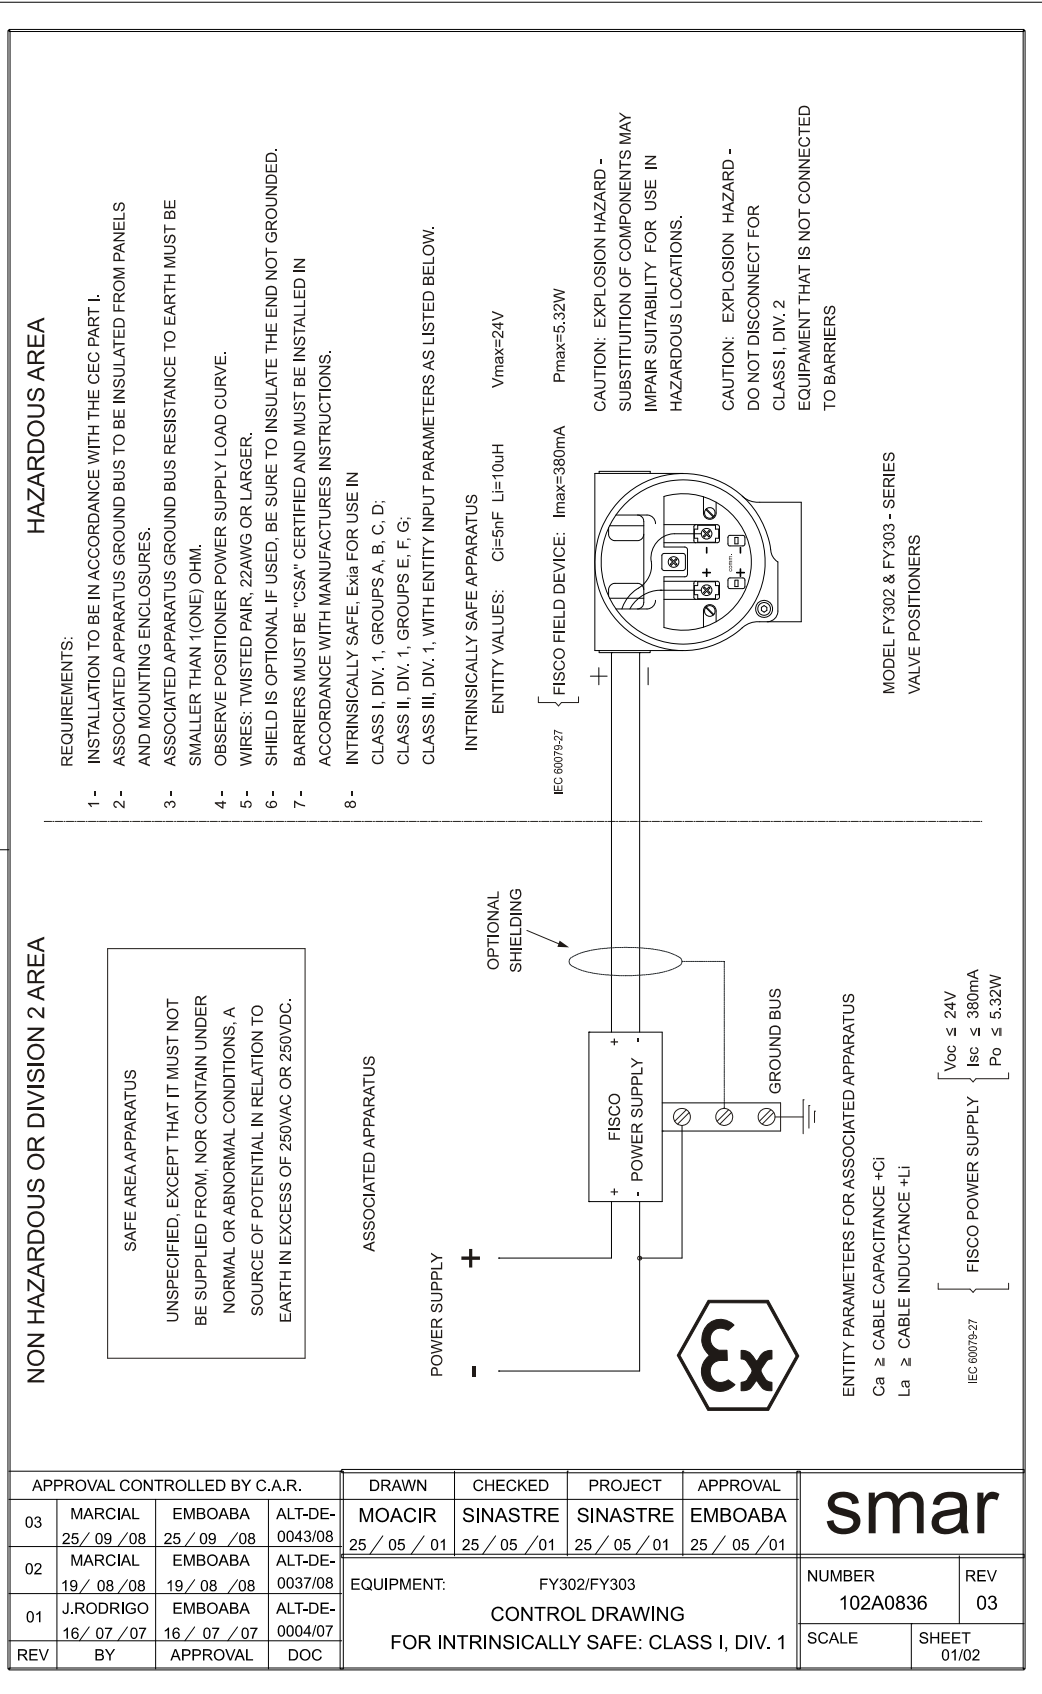 HAZARDOUS AREA
REQUIREMENTS:
1- INSTALLATION TO BE IN ACCORDANCE WITH THE CEC PART I.
2- ASSOCIATED APPARATUS GROUND BUS TO BE INSULATED FROM PANELS
AND MOUNTING ENCLOSURES.
3- ASSOCIATED APPARATUS GROUND BUS RESISTANCE TO EARTH MUST BE
SMALLER THAN 1(ONE) OHM.
4- OBSERVE POSITIONER POWER SUPPLY LOAD CURVE.
5- WIRES: TWISTED PAIR, 22AWG OR LARGER.
6- SHIELD IS OPTIONAL IF USED, BE SURE TO INSULATE THE END NOT GROUNDED.
7- BARRIERS MUST BE "CSA" CERTIFIED AND MUST BE INSTALLED IN
ACCORDANCE WITH MANUFACTURES INSTRUCTIONS.
8- INTRINSICALLY SAFE, Exia FOR USE IN
CLASS I, DIV. 1, GROUPS A, B, C, D;
CLASS II, DIV. 1, GROUPS E, F, G;
CLASS III, DIV. 1, WITH ENTITY INPUT PARAMETERS AS LISTED BELOW.
INTRINSICALLY SAFE APPARATUS
ENTITY VALUES: Ci=5nF Li=10uH Vmax=24V
IEC 60079-27 { FISCO FIELD DEVICE: Imax=380mA Pmax=5.32W
CAUTION: EXPLOSION HAZARD -
SUBSTITUITION OF COMPONENTS MAY
IMPAIR SUITABILITY FOR USE IN
HAZARDOUS LOCATIONS.
CAUTION: EXPLOSION HAZARD -
DO NOT DISCONNECT FOR
CLASS I, DIV. 2
EQUIPAMENT THAT IS NOT CONNECTED
TO BARRIERS
+
-
+ -
+ -
comm.
MODEL FY302 & FY303 - SERIES
VALVE POSITIONERS
NON HAZARDOUS OR DIVISION 2 AREA
SAFE AREA APPARATUS
UNSPECIFIED, EXCEPT THAT IT MUST NOT
BE SUPPLIED FROM, NOR CONTAIN UNDER
NORMAL OR ABNORMAL CONDITIONS, A
SOURCE OF POTENTIAL IN RELATION TO
EARTH IN EXCESS OF 250VAC OR 250VDC.
ASSOCIATED APPARATUS
POWER SUPPLY
- +
OPTIONAL
SHIELDING
+ +
FISCO
POWER SUPPLY
- -
GROUND BUS
Ex
ENTITY PARAMETERS FOR ASSOCIATED APPARATUS
Ca ≥ CABLE CAPACITANCE +Ci
La ≥ CABLE INDUCTANCE +Li
IEC 60079-27 { FISCO POWER SUPPLY {
Voc ≤ 24V
Isc ≤ 380mA
Po ≤ 5.32W
APPROVAL CONTROLLED BY C.A.R.
03 MARCIAL EMBOABA ALT-DE-
25/ 09 /08 25 / 09 /08 0043/08
02 MARCIAL EMBOABA ALT-DE-
19/ 08 /08 19/ 08 /08 0037/08
01 J.RODRIGO EMBOABA ALT-DE-
16/ 07 /07 16 / 07 /07 0004/07
REV BY APPROVAL DOC
DRAWN CHECKED PROJECT APPROVAL
MOACIR SINASTRE SINASTRE EMBOABA
25 / 05 / 01 25 / 05 /01 25 / 05 / 01 25 / 05 /01
EQUIPMENT: FY302/FY303
CONTROL DRAWING
FOR INTRINSICALLY SAFE: CLASS I, DIV. 1
smar
NUMBER REV
102A0836 03
SCALE SHEET
01/02